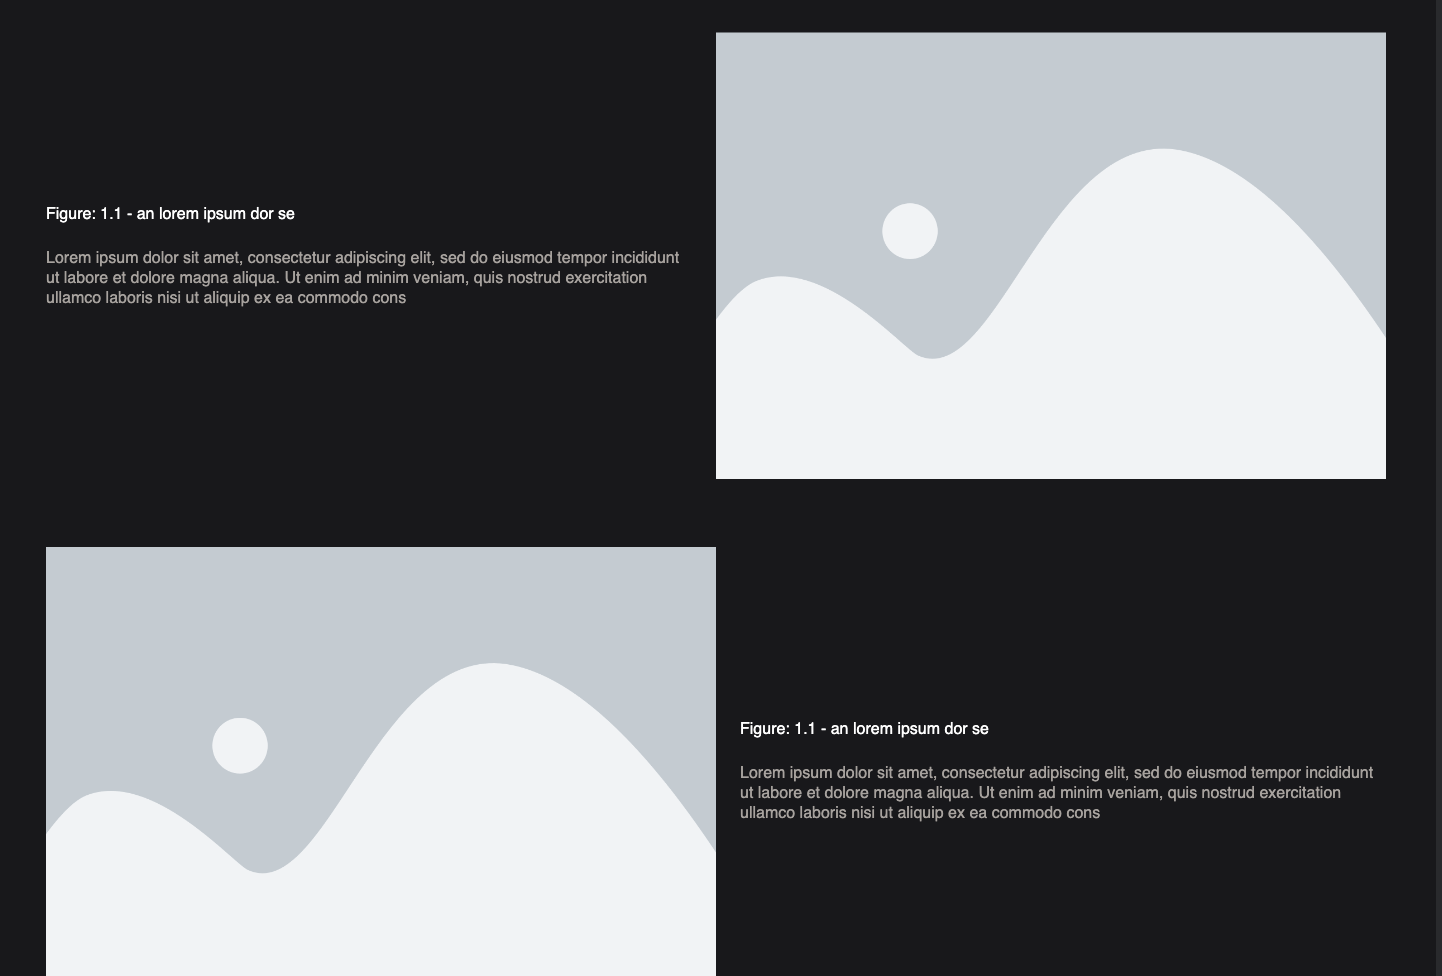 Figure: 1.1 - an lorem ipsum dor se
Lorem ipsum dolor sit amet, consectetur adipiscing elit, sed do eiusmod tempor incididunt
ut labore et dolore magna aliqua. Ut enim ad minim veniam, quis nostrud exercitation
ullamco laboris nisi ut aliquip ex ea commodo cons
Figure: 1.1 - an lorem ipsum dor se
Lorem ipsum dolor sit amet, consectetur adipiscing elit, sed do eiusmod tempor incididunt
ut labore et dolore magna aliqua. Ut enim ad minim veniam, quis nostrud exercitation
ullamco laboris nisi ut aliquip ex ea commodo cons